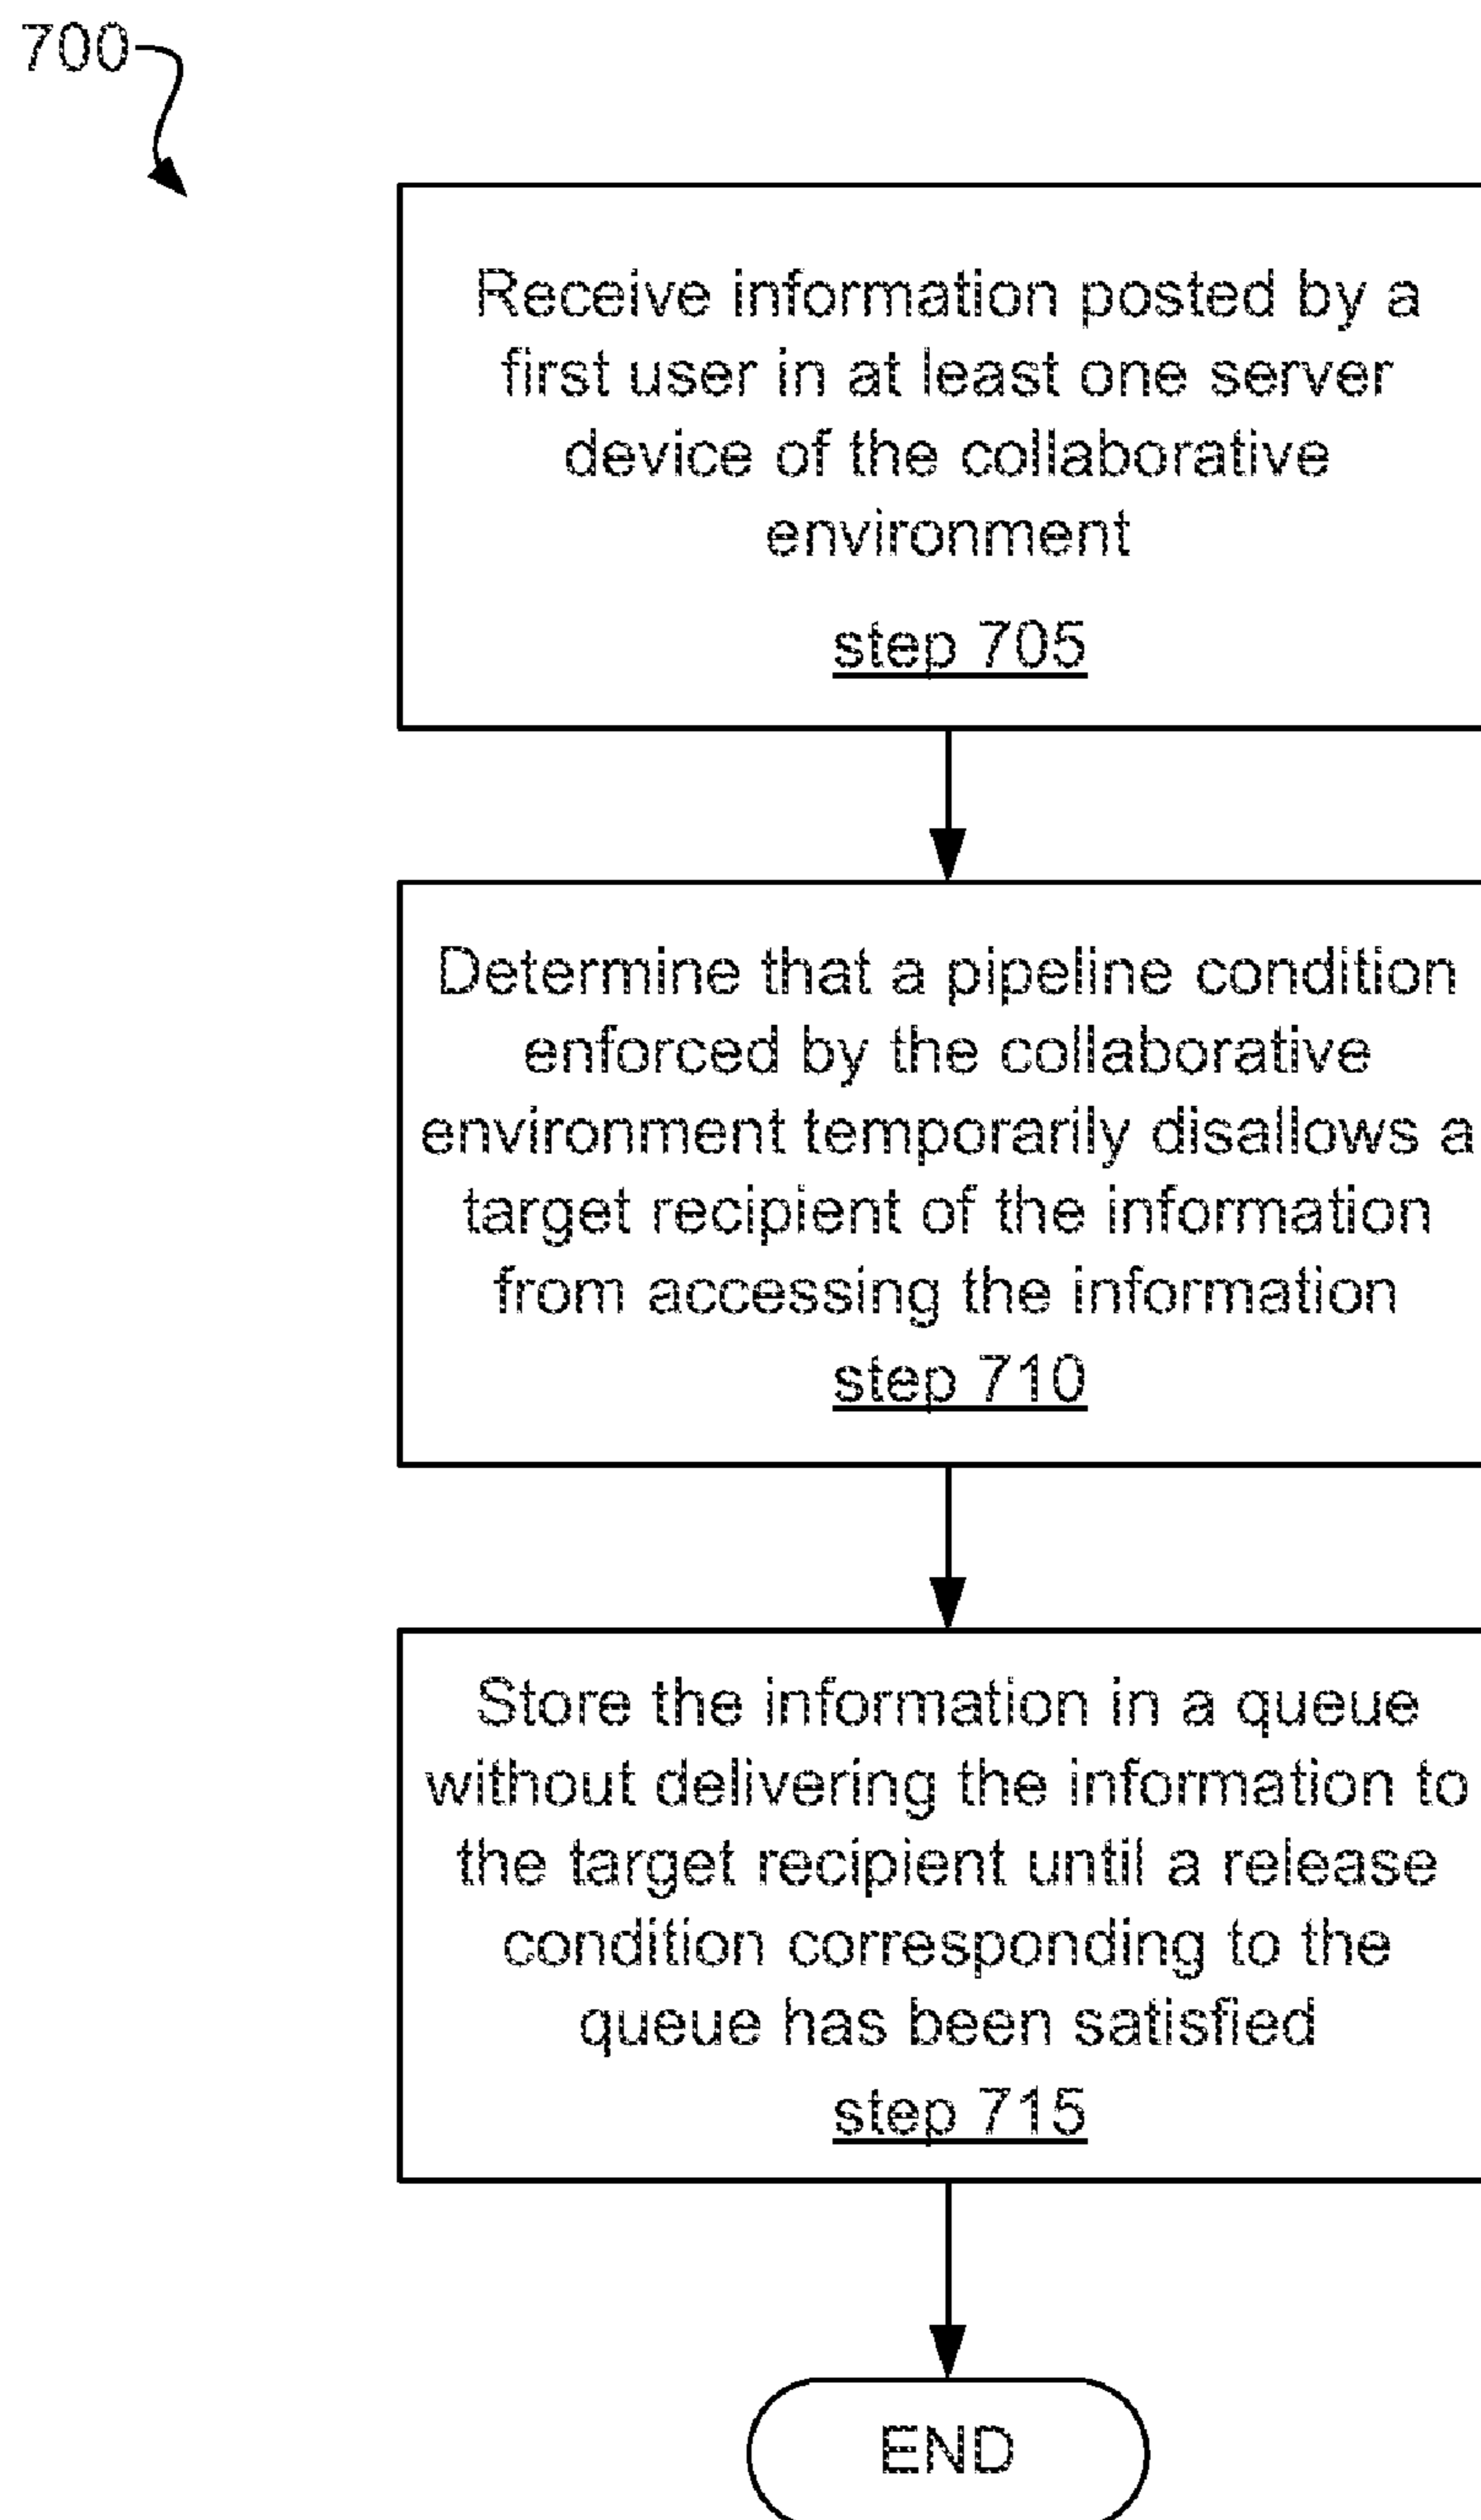 700
Receive information posted by a
first user in at least one server
device of the collaborative
environment
step 705
Determine that a pipeline condition
enforced by the collaborative
environment temporarily disallows a
target recipient of the information
from accessing the information
step 710
Store the information in a queue
without delivering the information to
the target recipient until a release
condition corresponding to the
queue has been satisfied
step 715
END